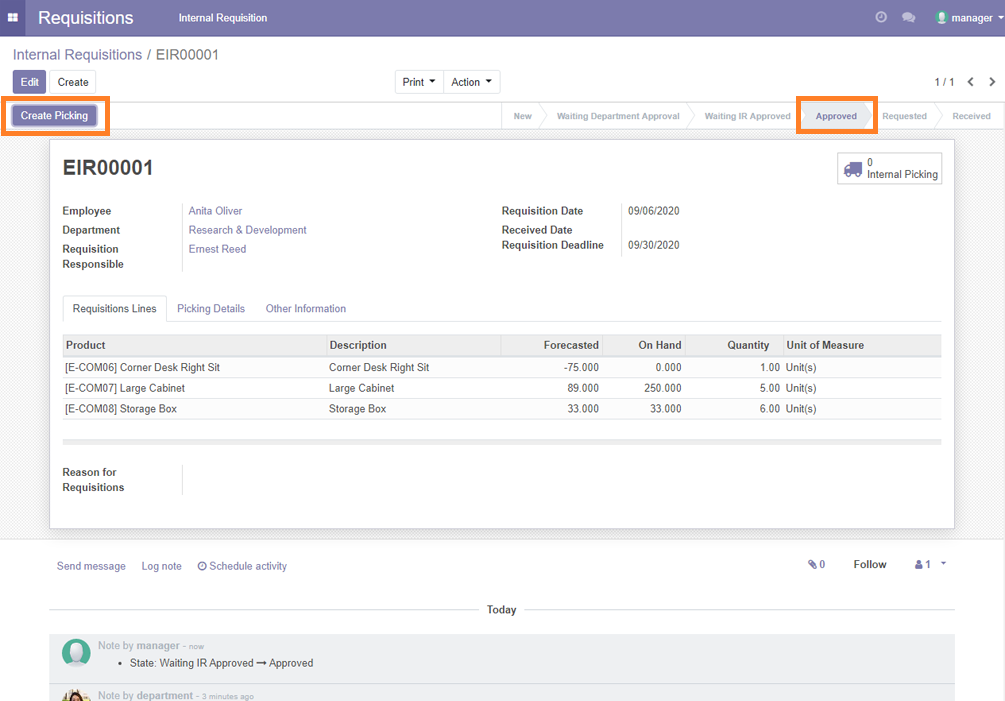 Requisitions Internal Requisition manager
Internal Requisitions / EIR00001
Edit Create Print Action 1 / 1
Create Picking New Waiting Department Approval Waiting IR Approved Approved Requested Received
EIR00001
0
Internal Picking
Employee Anita Oliver
Department Research & Development
Requisition Responsible Ernest Reed
Requisition Date 09/06/2020
Received Date
Requisition Deadline 09/30/2020
Requisitions Lines Picking Details Other Information
Product Description Forecasted On Hand Quantity Unit of Measure
[E-COM06] Corner Desk Right Sit Corner Desk Right Sit -75.000 0.000 1.00 Unit(s)
[E-COM07] Large Cabinet Large Cabinet 89.000 250.000 5.00 Unit(s)
[E-COM08] Storage Box Storage Box 33.000 33.000 6.00 Unit(s)
Reason for
Requisitions
Send message Log note Schedule activity 0 Follow 1
Today
Note by manager - now
• State: Waiting IR Approved → Approved
Note by department - 3 minutes ago